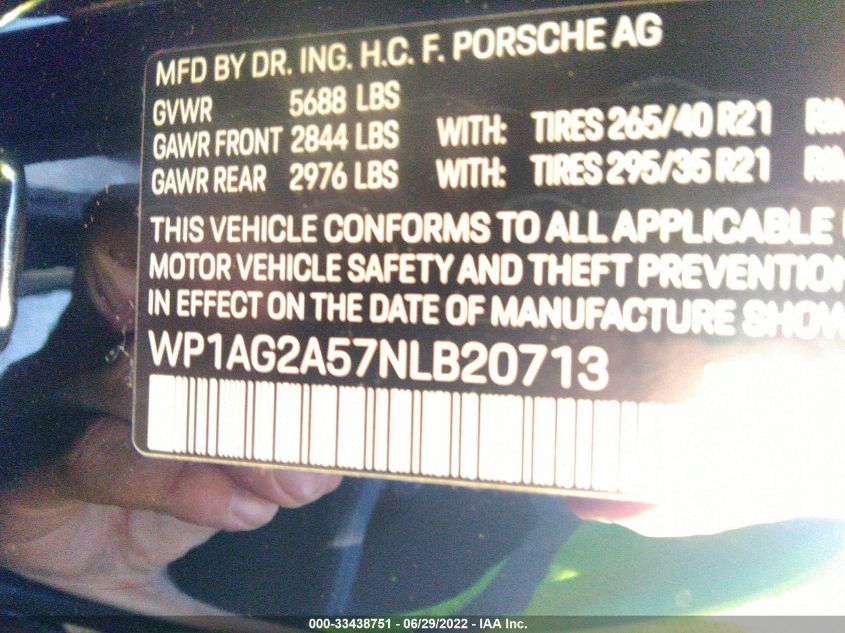 MFD BY DR. ING. H.C. F. PORSCHE AG
GVWR 5688 LBS
GAWR FRONT 2844 LBS WITH: TIRES 265/40 R21
GAWR REAR 2976 LBS WITH: TIRES 295/35 R21
THIS VEHICLE CONFORMS TO ALL APPLICABLE
MOTOR VEHICLE SAFETY AND THEFT PREVENTION
IN EFFECT ON THE DATE OF MANUFACTURE SHOW
WP1AG2A57NLB20713
000-33438751 - 06/29/2022 - IAA Inc.